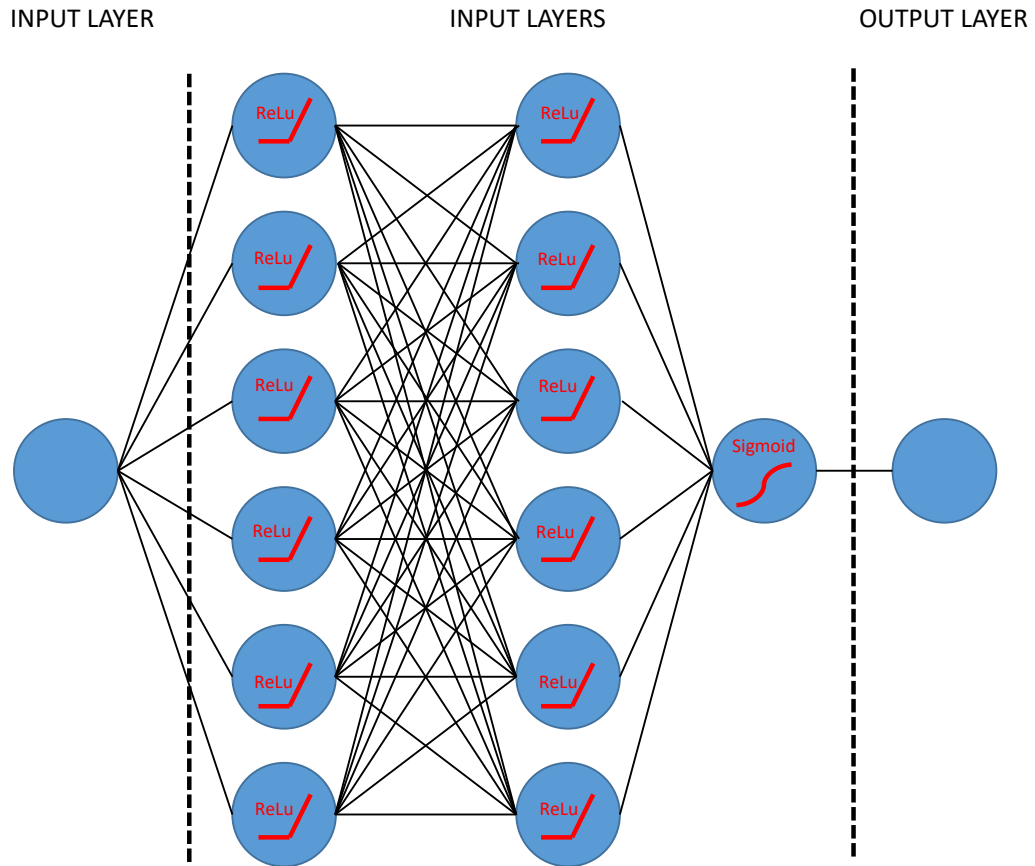 INPUT LAYER
INPUT LAYERS
OUTPUT LAYER
ReLu
ReLu
ReLu
ReLu
ReLu
ReLu
Sigmoid
ReLu
ReLu
ReLu
ReLu
ReLu
ReLu